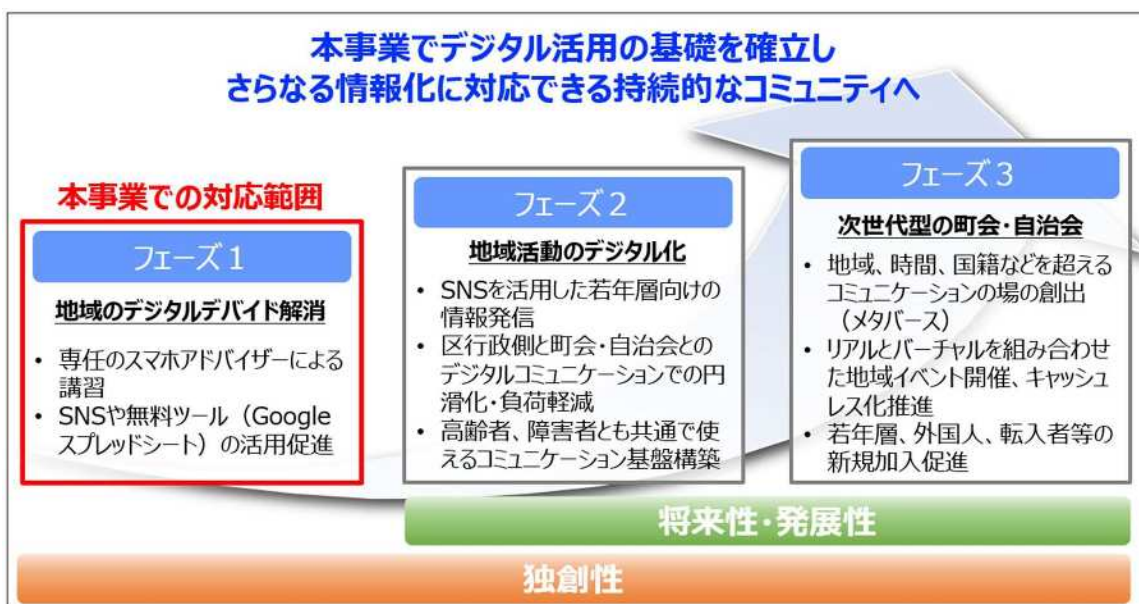 本事業でデジタル活用の基礎を確立し
さらなる情報化に対応できる持続的なコミュニティへ
本事業での対応範囲
フェーズ1
地域のデジタルデバイド解消
• 専任のスマホアドバイザーによる
講習
• SNSや無料ツール（Google
スプレッドシート）の活用促進
フェーズ2
地域活動のデジタル化
• SNSを活用した若年層向けの
情報発信
• 区行政側と町会・自治会との
デジタルコミュニケーションでの円
滑化・負荷軽減
• 高齢者、障害者とも共通で使
えるコミュニケーション基盤構築
フェーズ3
次世代型の町会・自治会
• 地域、時間、国籍などを超える
コミュニケーションの場の創出
（メタバース）
• リアルとバーチャルを組み合わせ
た地域イベント開催、キャッシュ
レス化推進
• 若年層、外国人、転入者等の
新規加入促進
将来性・発展性
独創性